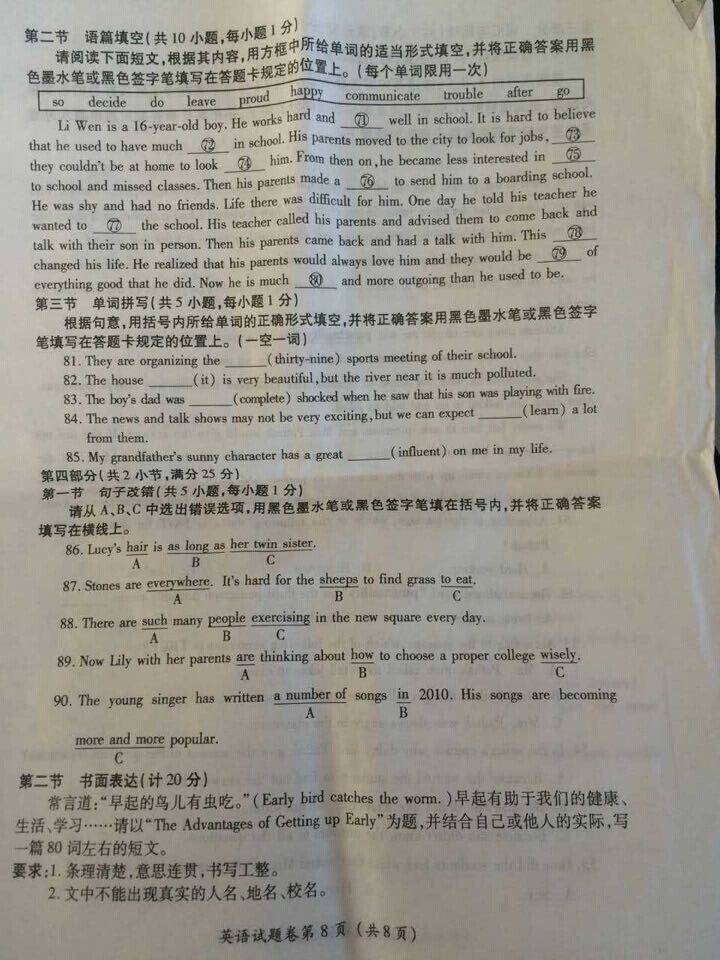 第二节 语篇填空(共10小题,每小题1分)
请阅读下面短文,根据其内容,用方框中所给单词的适当形式填空,并将正确答案用黑
色墨水笔或黑色签字笔填写在答题卡规定的位置上。(每个单词限用一次)
so decide do leave proud happy communicate trouble after go
Li Wen is a 16-year-old boy. He works hard and ___㉛___ well in school. It is hard to believe
that he used to have much ___72___ in school. His parents moved to the city to look for jobs, ___73___
they couldn't be at home to look ___74___ him. From then on, he became less interested in ___75___
to school and missed classes. Then his parents made a ___76___ to send him to a boarding school.
He was shy and had no friends. Life there was difficult for him. One day he told his teacher he
wanted to ___77___ the school. His teacher called his parents and advised them to come back and
talk with their son in person. Then his parents came back and had a talk with him. This ___78___
changed his life. He realized that his parents would always love him and they would be ___79___ of
everything good that he did. Now he is much ___80___ and more outgoing than he used to be.
第三节 单词拼写(共5小题,每小题1分)
根据句意,用括号内所给单词的正确形式填空,并将正确答案用黑色墨水笔或黑色签字
笔填写在答题卡规定的位置上。(一空一词)
81. They are organizing the ______(thirty-nine) sports meeting of their school.
82. The house ______(it) is very beautiful, but the river near it is much polluted.
83. The boy's dad was ______(complete) shocked when he saw that his son was playing with fire.
84. The news and talk shows may not be very exciting, but we can expect ______(learn) a lot
from them.
85. My grandfather's sunny character has a great ______(influent) on me in my life.
第四部分(共2小节,满分25分)
第一节 句子改错(共5小题,每小题1分)
请从A、B、C中选出错误选项,用黑色墨水笔或黑色签字笔填在括号内,并将正确答案
填写在横线上。
86. Lucy's hair is as long as her twin sister.
A B C
87. Stones are everywhere. It's hard for the sheeps to find grass to eat.
A B C
88. There are such many people exercising in the new square every day.
A B C
89. Now Lily with her parents are thinking about how to choose a proper college wisely.
A B C
90. The young singer has written a number of songs in 2010. His songs are becoming
A B
more and more popular.
C
第二节 书面表达(计20分)
常言道:“早起的鸟儿有虫吃。”(Early bird catches the worm.)早起有助于我们的健康、
生活、学习……请以“The Advantages of Getting up Early”为题,并结合自己或他人的实际,写
一篇80词左右的短文。
要求:1. 条理清楚,意思连贯,书写工整。
2. 文中不能出现真实的人名、地名、校名。
英语试题卷第8页(共8页)